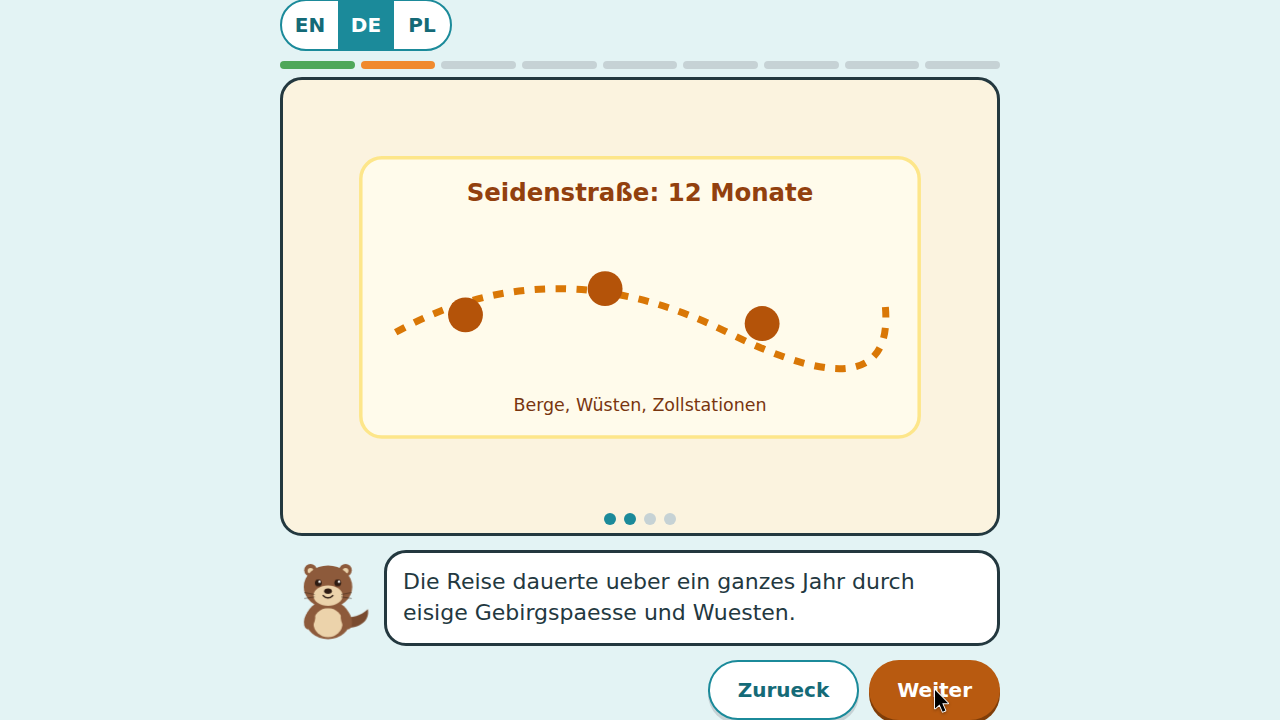 EN DE PL
Seidenstraße: 12 Monate
Berge, Wüsten, Zollstationen
Die Reise dauerte ueber ein ganzes Jahr durch
eisige Gebirgspaesse und Wuesten.
Zurueck Weiter